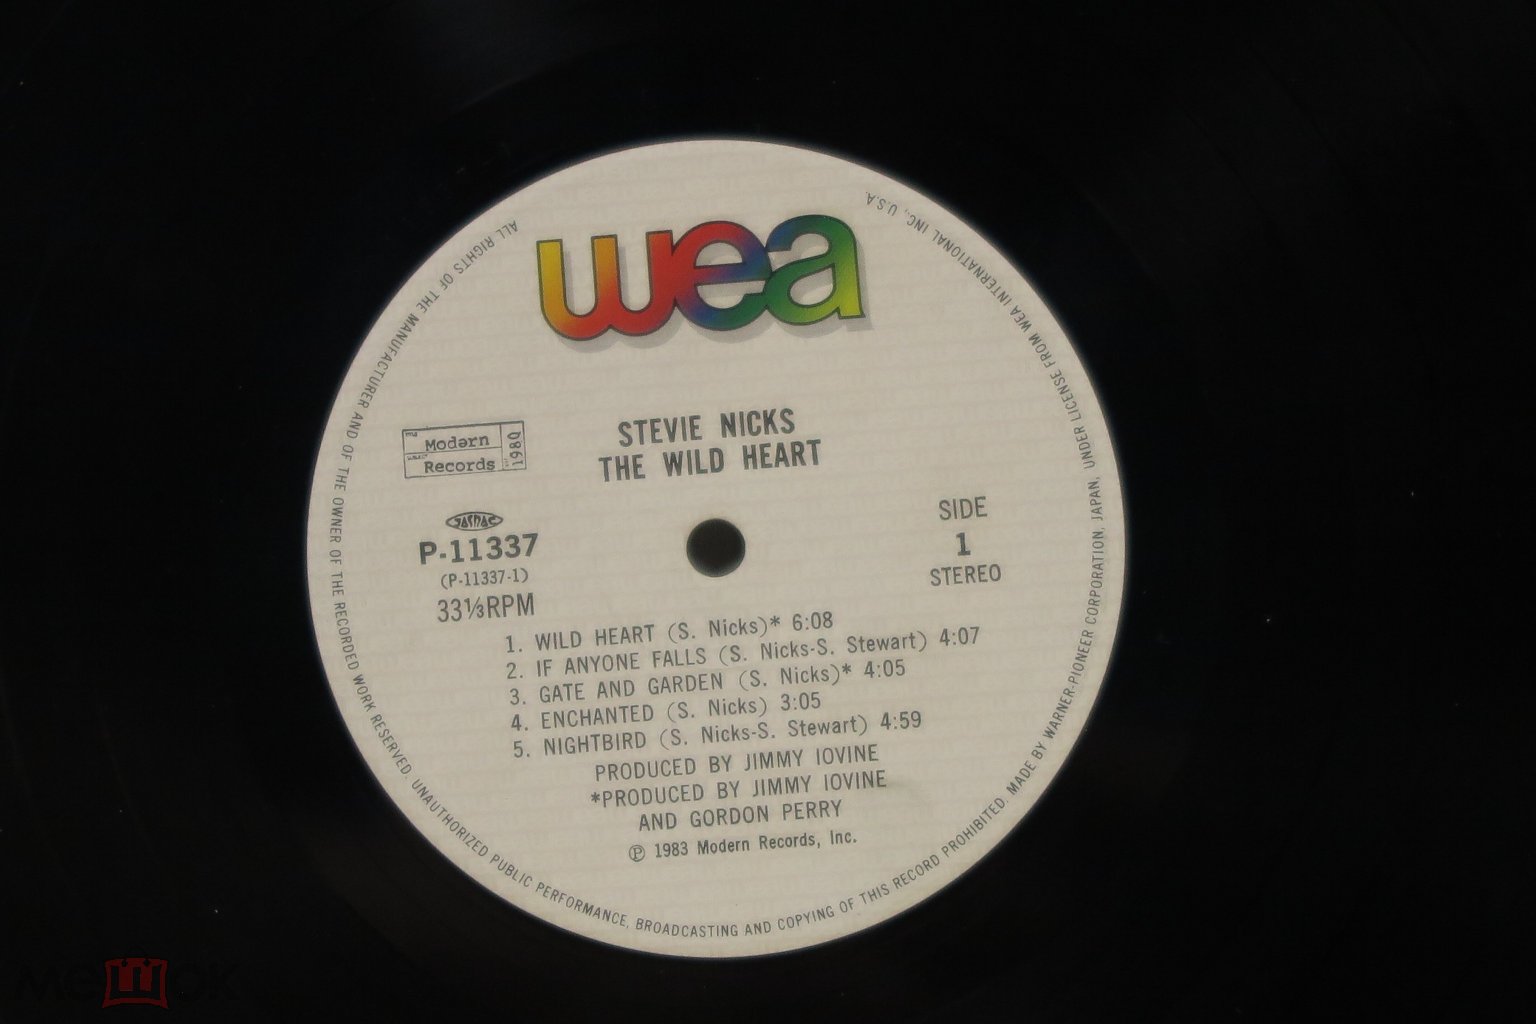 wea
STEVIE NICKS
THE WILD HEART
Modern
Records
1980
JASRAC
P-11337
(P-11337-1)
33⅓RPM
SIDE
1
STEREO
1. WILD HEART (S. Nicks)* 6:08
2. IF ANYONE FALLS (S. Nicks-S. Stewart) 4:07
3. GATE AND GARDEN (S. Nicks)* 4:05
4. ENCHANTED (S. Nicks) 3:05
5. NIGHTBIRD (S. Nicks-S. Stewart) 4:59
PRODUCED BY JIMMY IOVINE
*PRODUCED BY JIMMY IOVINE
AND GORDON PERRY
Ⓟ 1983 Modern Records, Inc.
ALL RIGHTS OF THE MANUFACTURER AND OF THE OWNER OF THE RECORDED WORK RESERVED. UNAUTHORIZED PUBLIC PERFORMANCE, BROADCASTING AND COPYING OF THIS RECORD PROHIBITED. MADE BY WARNER-PIONEER CORPORATION, JAPAN, UNDER LICENSE FROM WEA INTERNATIONAL INC., U.S.A.
мешок